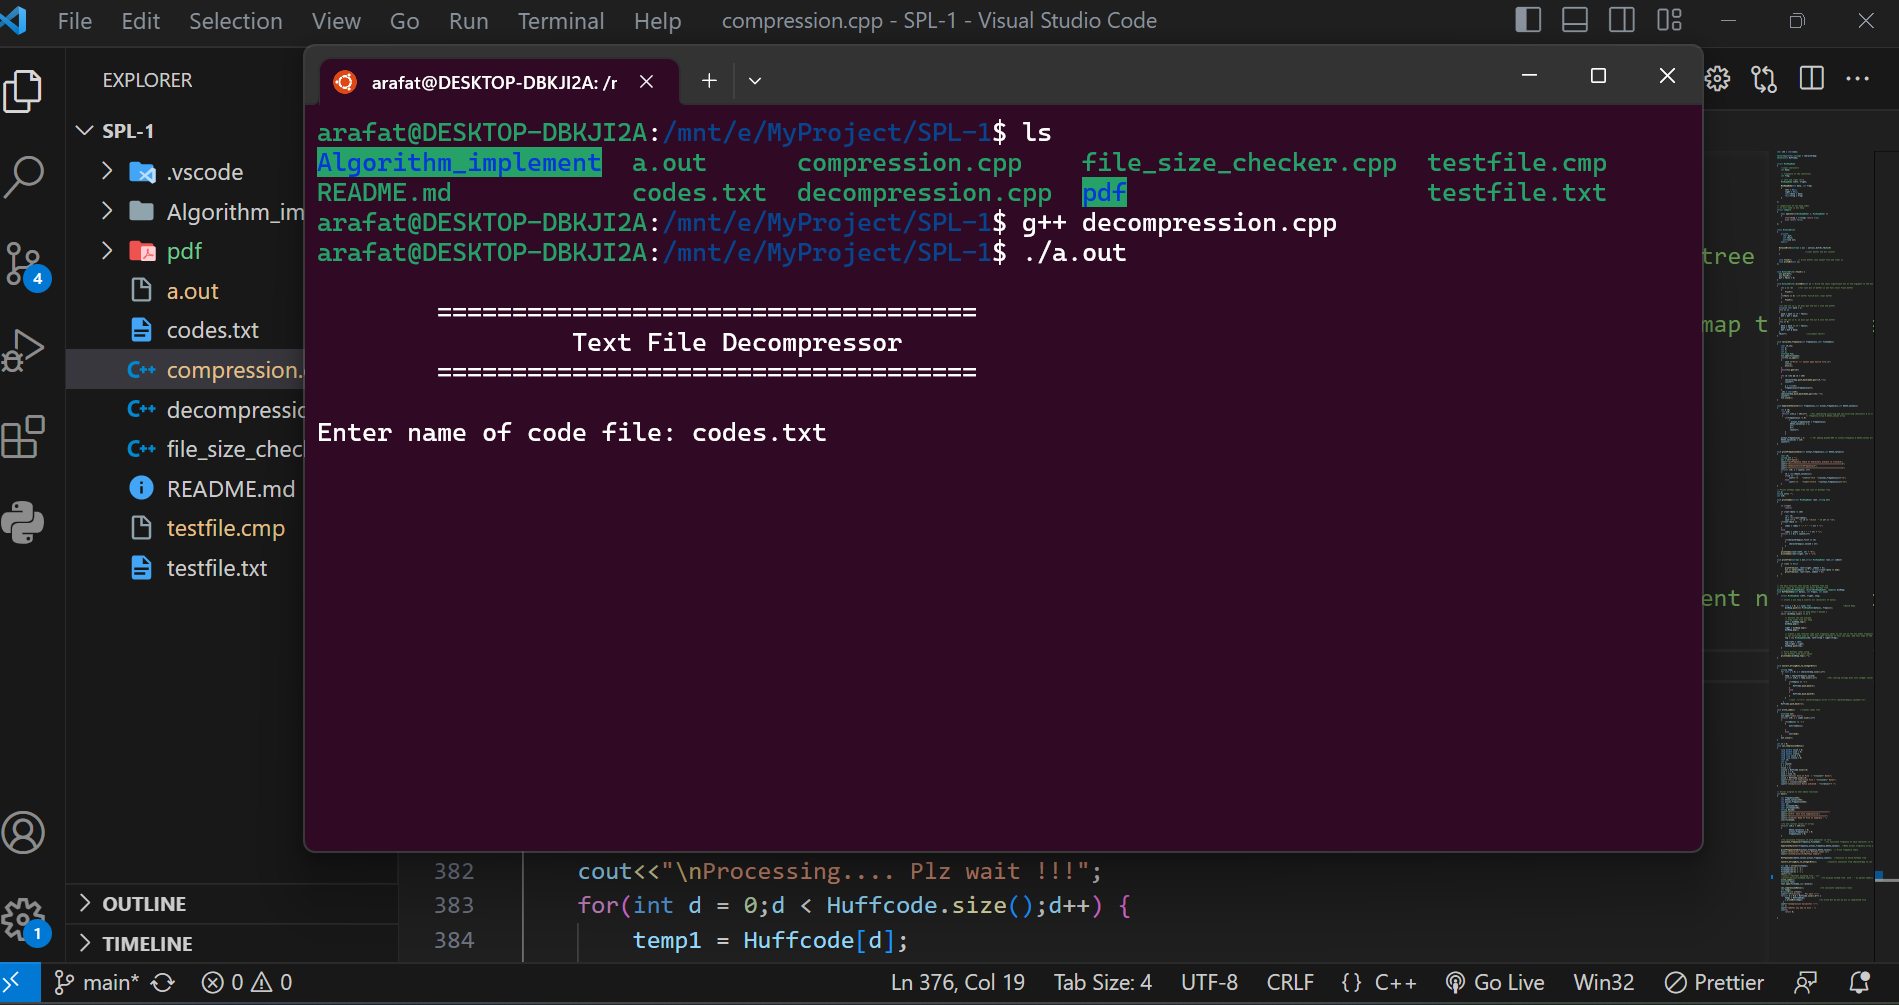 File Edit Selection View Go Run Terminal Help compression.cpp - SPL-1 - Visual Studio Code
EXPLORER
SPL-1
.vscode
Algorithm_im
pdf
a.out
codes.txt
compression.
decompressio
file_size_chec
README.md
testfile.cmp
testfile.txt
OUTLINE
TIMELINE
4
1
arafat@DESKTOP-DBKJI2A: /r
arafat@DESKTOP-DBKJI2A:/mnt/e/MyProject/SPL-1$ ls
Algorithm_implement a.out compression.cpp file_size_checker.cpp testfile.cmp
README.md codes.txt decompression.cpp pdf testfile.txt
arafat@DESKTOP-DBKJI2A:/mnt/e/MyProject/SPL-1$ g++ decompression.cpp
arafat@DESKTOP-DBKJI2A:/mnt/e/MyProject/SPL-1$ ./a.out
====================================
Text File Decompressor
====================================
Enter name of code file: codes.txt
tree
map t
ent n
382 cout<<"\nProcessing.... Plz wait !!!";
383 for(int d = 0;d < Huffcode.size();d++) {
384 temp1 = Huffcode[d];
main* 0 0 Ln 376, Col 19 Tab Size: 4 UTF-8 CRLF {} C++ Go Live Win32 Prettier